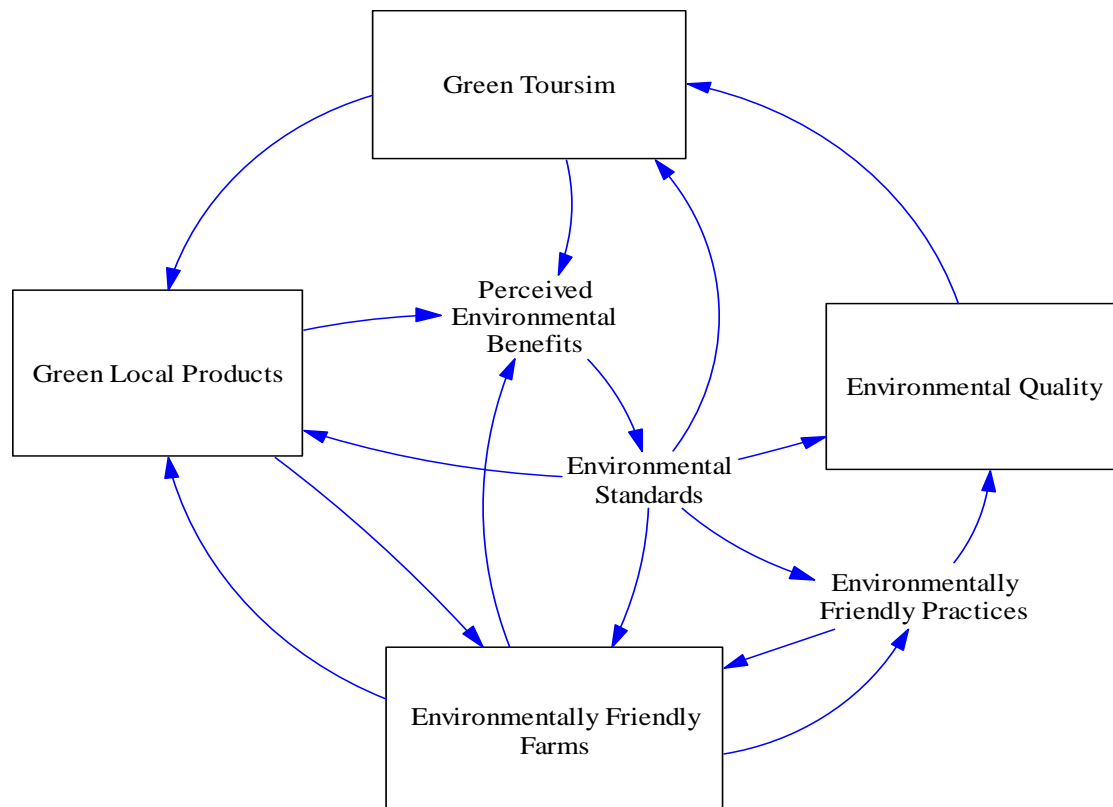 Green Toursim
Perceived
Environmental
Benefits
Green Local Products
Environmental Quality
Environmental
Standards
Environmentally
Friendly Practices
Environmentally Friendly
Farms